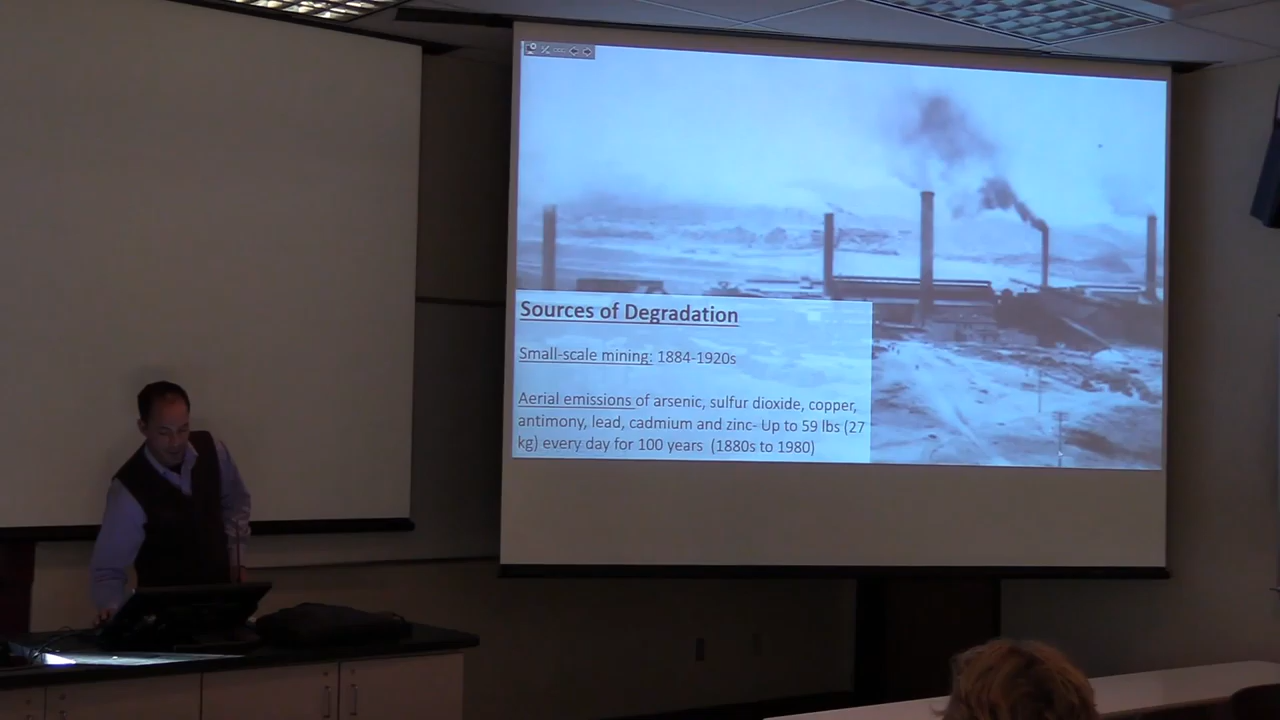 Sources of Degradation
Small-scale mining: 1884-1920s
Aerial emissions of arsenic, sulfur dioxide, copper,
antimony, lead, cadmium and zinc- Up to 59 lbs (27
kg) every day for 100 years (1880s to 1980)